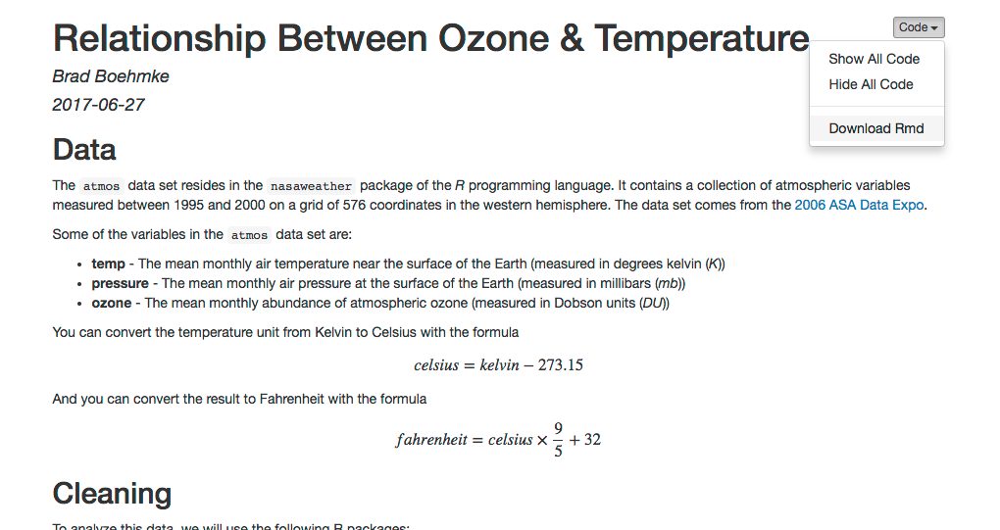 Relationship Between Ozone & Temperature
Code
Show All Code
Hide All Code
Download Rmd
Brad Boehmke
2017-06-27
Data
The atmos data set resides in the nasaweather package of the R programming language. It contains a collection of atmospheric variables
measured between 1995 and 2000 on a grid of 576 coordinates in the western hemisphere. The data set comes from the 2006 ASA Data Expo.
Some of the variables in the atmos data set are:
• temp - The mean monthly air temperature near the surface of the Earth (measured in degrees kelvin (K))
• pressure - The mean monthly air pressure at the surface of the Earth (measured in millibars (mb))
• ozone - The mean monthly abundance of atmospheric ozone (measured in Dobson units (DU))
You can convert the temperature unit from Kelvin to Celsius with the formula
celsius = kelvin − 273.15
And you can convert the result to Fahrenheit with the formula
fahrenheit = celsius × 9/5 + 32
Cleaning
To analyze this data, we will use the following R packages: